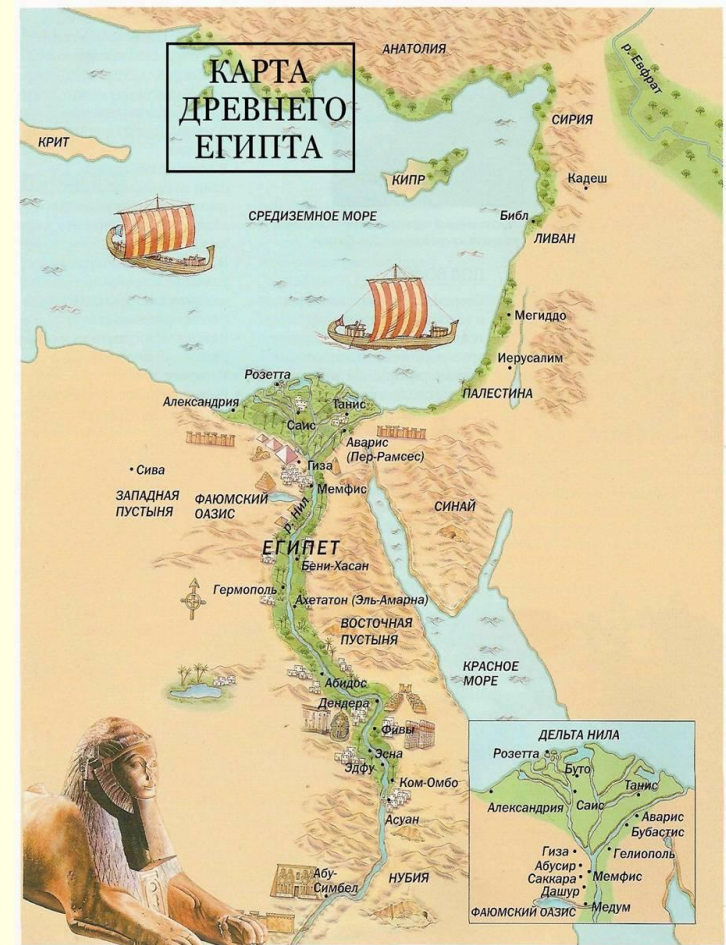 КАРТА
ДРЕВНЕГО
ЕГИПТА
АНАТОЛИЯ
р. Евфрат
СИРИЯ
КРИТ
КИПР
Кадеш
СРЕДИЗЕМНОЕ МОРЕ
Библ
ЛИВАН
Мегиддо
Иерусалим
ПАЛЕСТИНА
Розетта
Александрия
Танис
Саис
Аварис
(Пер-Рамсес)
Гиза
Сива
Мемфис
ЗАПАДНАЯ
ПУСТЫНЯ
ФАЮМСКИЙ
ОАЗИС
р. Нил
СИНАЙ
ЕГИПЕТ
Бени-Хасан
Гермополь
Ахетатон (Эль-Амарна)
ВОСТОЧНАЯ
ПУСТЫНЯ
КРАСНОЕ
МОРЕ
Абидос
Дендера
Фивы
Эсна
Эдфу
Ком-Омбо
Асуан
Абу-
Симбел
НУБИЯ
ДЕЛЬТА НИЛА
Розетта
Буто
Танис
Александрия
Саис
Аварис
Бубастис
Гиза
Гелиополь
Абусир
Саккара
Мемфис
Дашур
ФАЮМСКИЙ ОАЗИС
Медум